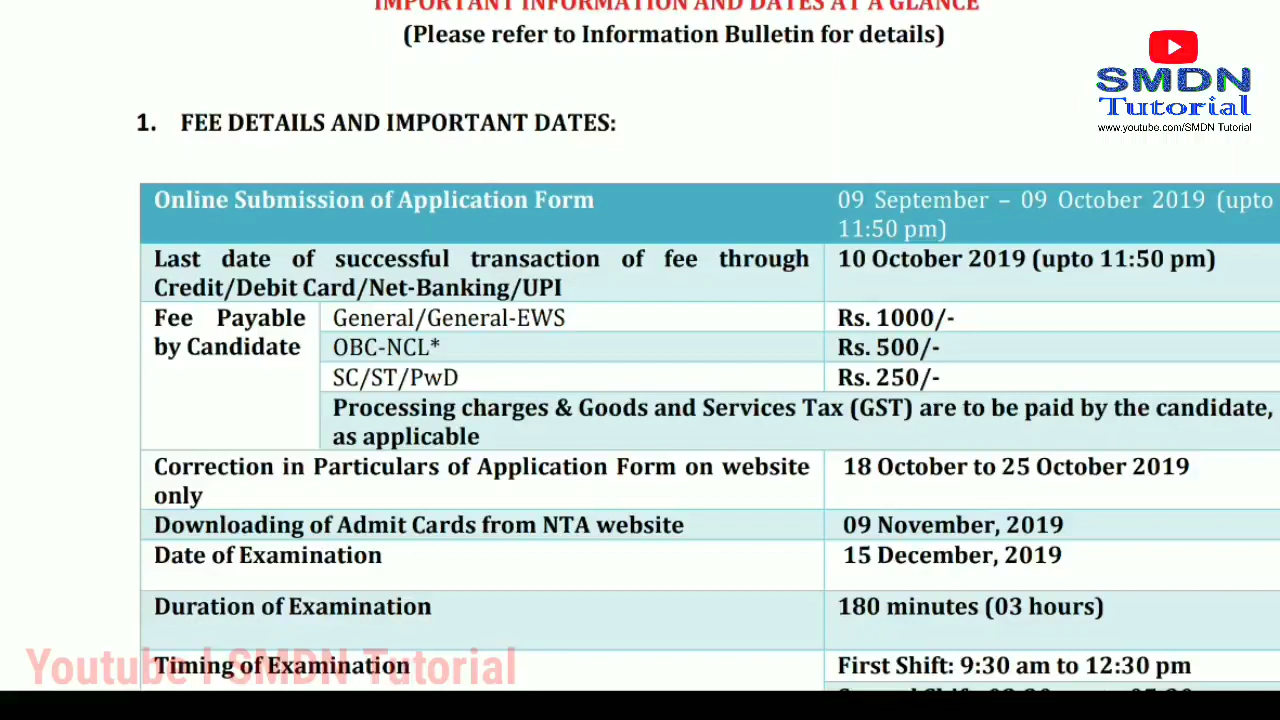 IMPORTANT INFORMATION AND DATES AT A GLANCE
(Please refer to Information Bulletin for details)
SMDN
Tutorial
www.youtube.com/SMDN Tutorial
1. FEE DETAILS AND IMPORTANT DATES:
Online Submission of Application Form
09 September – 09 October 2019 (upto
11:50 pm)
Last date of successful transaction of fee through
Credit/Debit Card/Net-Banking/UPI
10 October 2019 (upto 11:50 pm)
Fee Payable
by Candidate
General/General-EWS
Rs. 1000/-
OBC-NCL*
Rs. 500/-
SC/ST/PwD
Rs. 250/-
Processing charges & Goods and Services Tax (GST) are to be paid by the candidate,
as applicable
Correction in Particulars of Application Form on website
only
18 October to 25 October 2019
Downloading of Admit Cards from NTA website
09 November, 2019
Date of Examination
15 December, 2019
Duration of Examination
180 minutes (03 hours)
Timing of Examination
First Shift: 9:30 am to 12:30 pm
Youtube l SMDN Tutorial